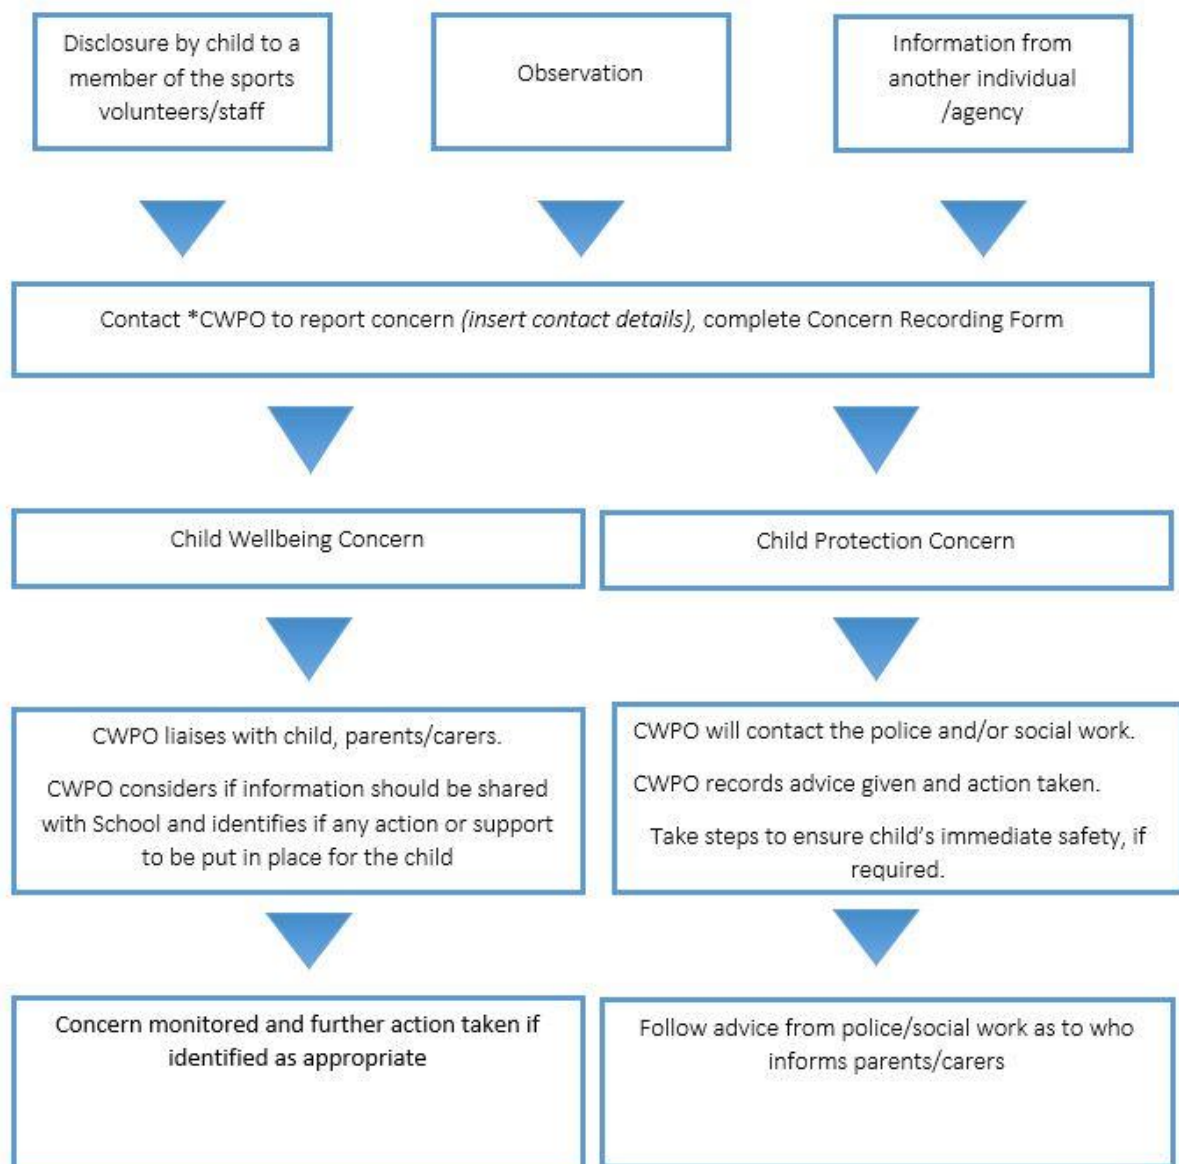 Disclosure by child to a
member of the sports
volunteers/staff
Observation
Information from
another individual
/agency
Contact *CWPO to report concern (insert contact details), complete Concern Recording Form
Child Wellbeing Concern
Child Protection Concern
CWPO liaises with child, parents/carers.
CWPO considers if information should be shared
with School and identifies if any action or support
to be put in place for the child
CWPO will contact the police and/or social work.
CWPO records advice given and action taken.
Take steps to ensure child's immediate safety, if
required.
Concern monitored and further action taken if
identified as appropriate
Follow advice from police/social work as to who
informs parents/carers